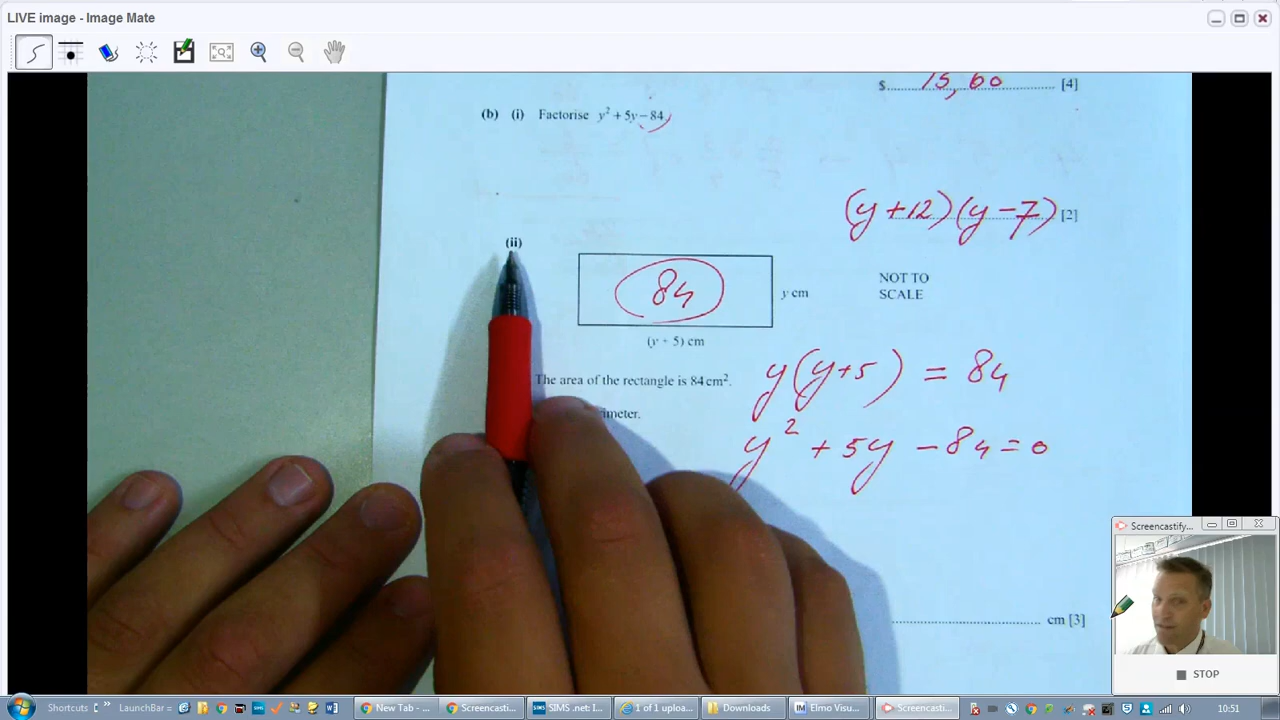 LIVE image - Image Mate
$ 15,60 [4]
(b) (i) Factorise y² + 5y − 84
(y + 12)(y − 7) [2]
(ii)
84
y cm
NOT TO
SCALE
(y + 5) cm
The area of the rectangle is 84 cm².
y(y+5) = 84
y² + 5y − 84 = 0
cm [3]
Screencastify...
STOP
Shortcuts
LaunchBar
New Tab - ...
Screencasti...
SIMS .net: I...
1 of 1 uploa...
Downloads
Elmo Visu...
Screencasti...
10:51